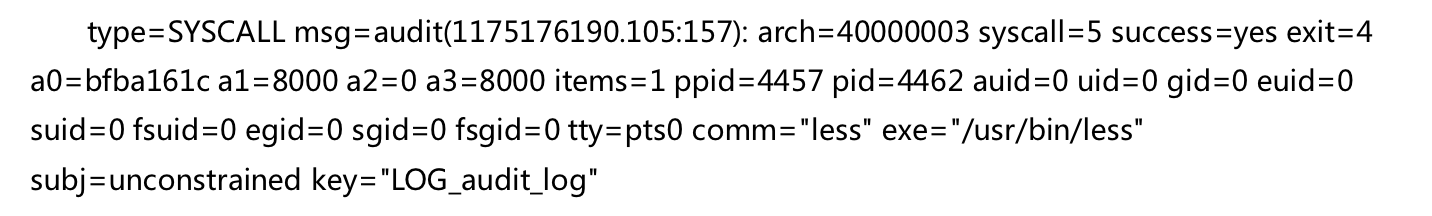 type=SYSCALL msg=audit(1175176190.105:157): arch=40000003 syscall=5 success=yes exit=4
a0=bfba161c a1=8000 a2=0 a3=8000 items=1 ppid=4457 pid=4462 auid=0 uid=0 gid=0 euid=0
suid=0 fsuid=0 egid=0 sgid=0 fsgid=0 tty=pts0 comm="less" exe="/usr/bin/less"
subj=unconstrained key="LOG_audit_log"